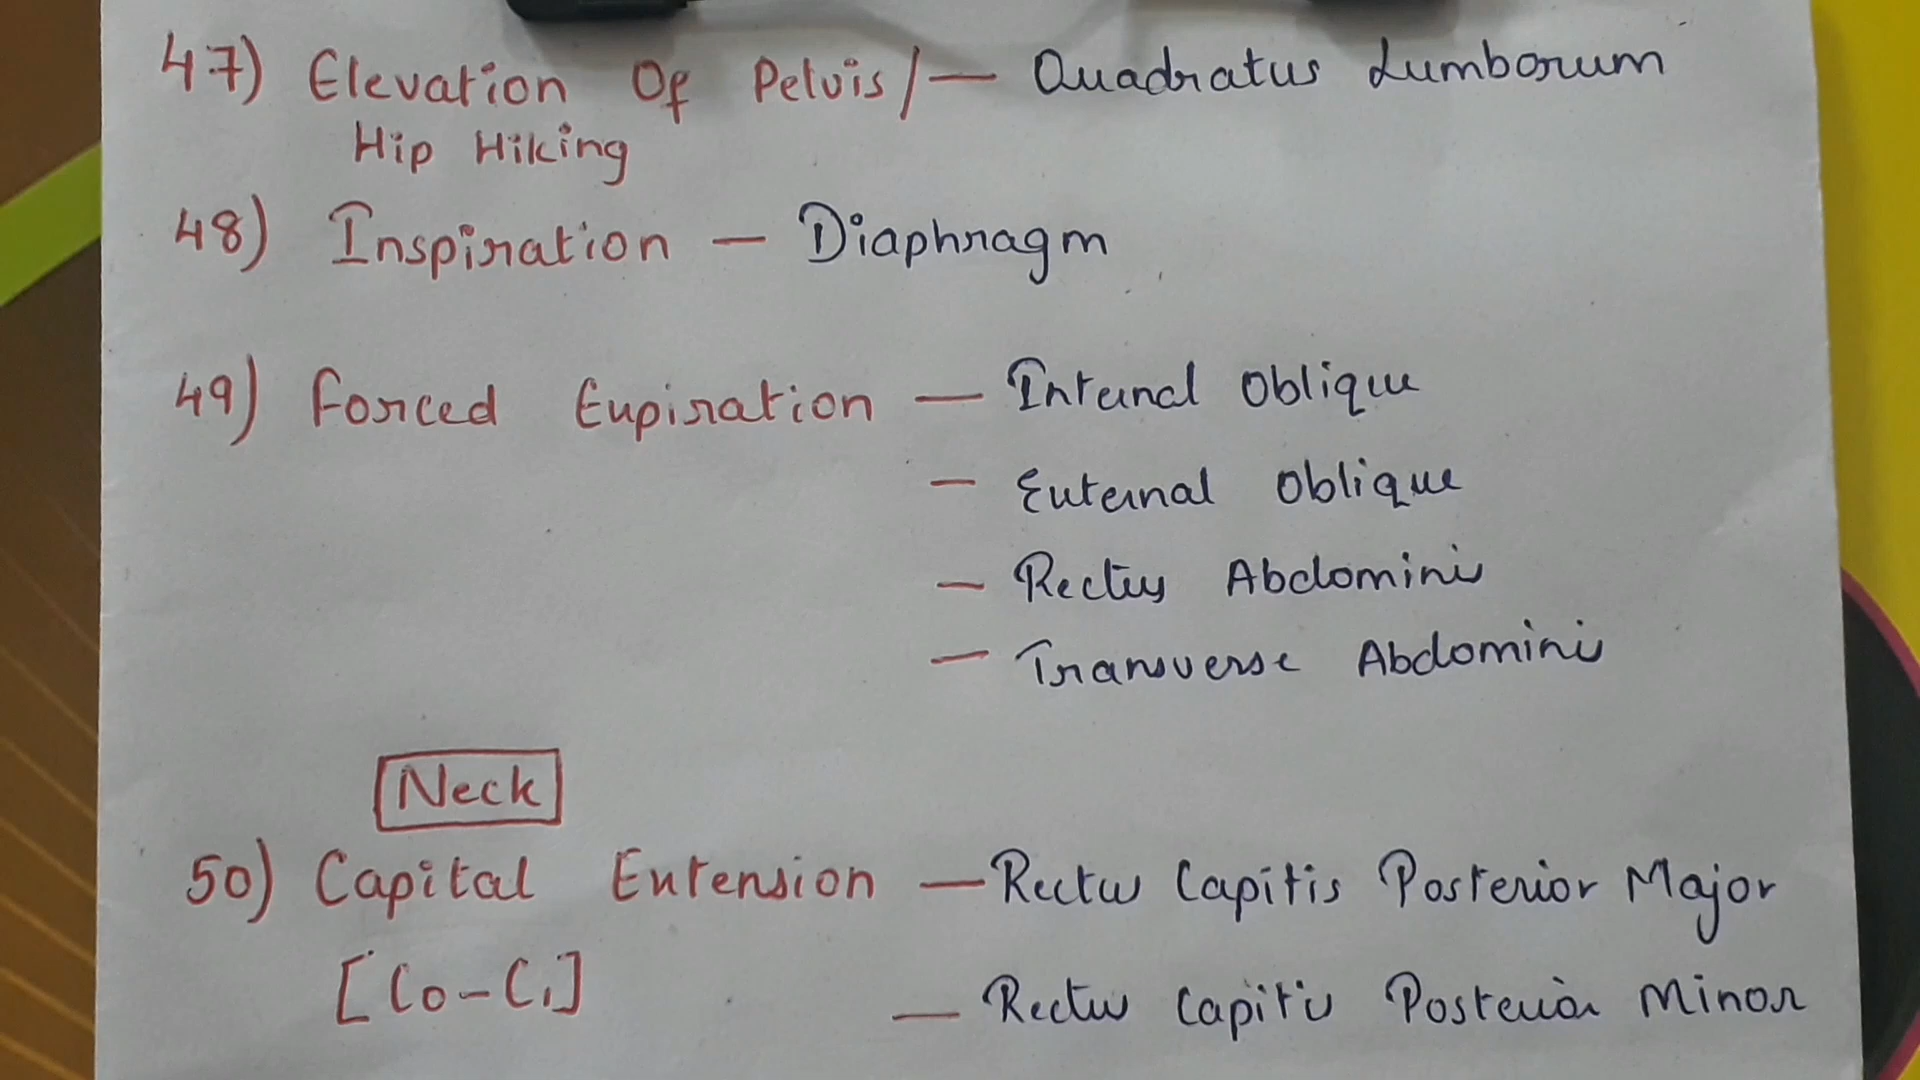 47) Elevation Of Pelvis/ — Quadratus Lumborum
Hip Hiking
48) Inspiration — Diaphragm
49) Forced Expiration — Internal Oblique
— External Oblique
— Rectus Abdominis
— Transverse Abdominis
Neck
50) Capital Extension — Rectus Capitis Posterior Major
[C0-C1]
— Rectus Capitis Posterior Minor